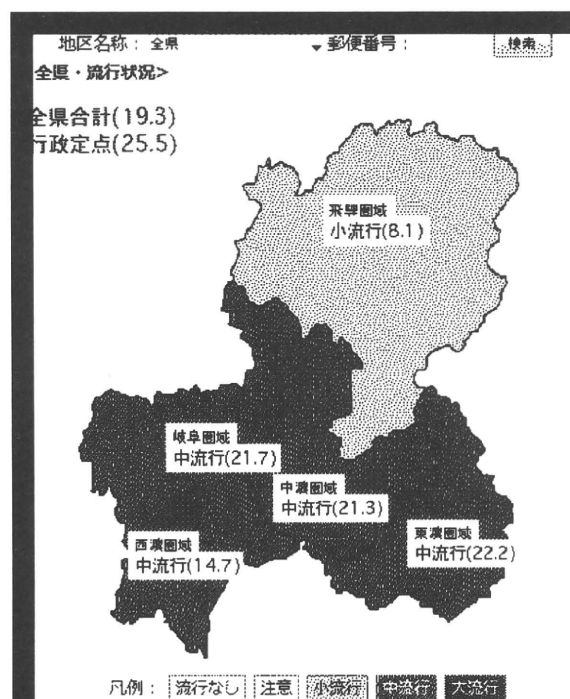 地区名称： 全県 郵便番号： 検索
全県・流行状況>
全県合計(19.3)
行政定点(25.5)
飛騨圏域
小流行(8.1)
岐阜圏域
中流行(21.7)
中濃圏域
中流行(21.3)
東濃圏域
中流行(22.2)
西濃圏域
中流行(14.7)
凡例： 流行なし 注意 小流行 中流行 大流行